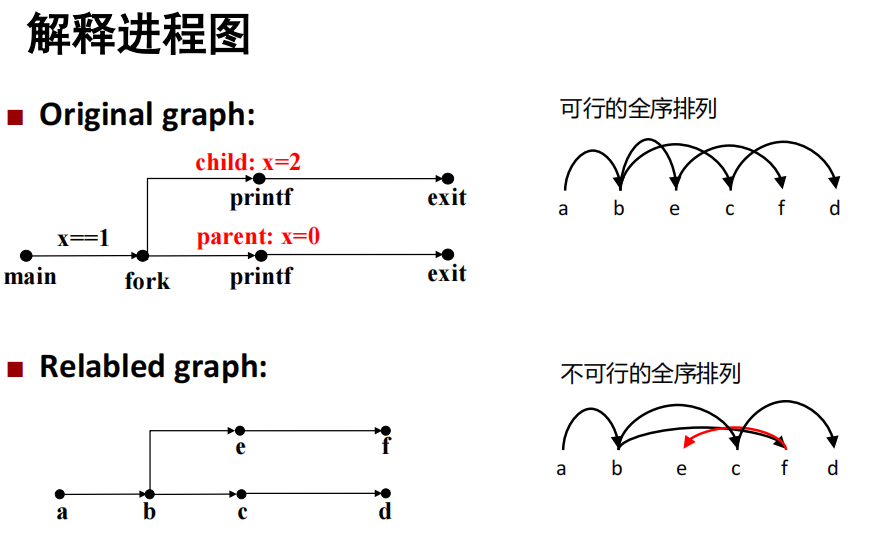 解释进程图
■ Original graph:
child: x=2
printf
exit
x==1
parent: x=0
main
fork
printf
exit
可行的全序排列
a b e c f d
■ Relabled graph:
e
f
a
b
c
d
不可行的全序排列
a b e c f d